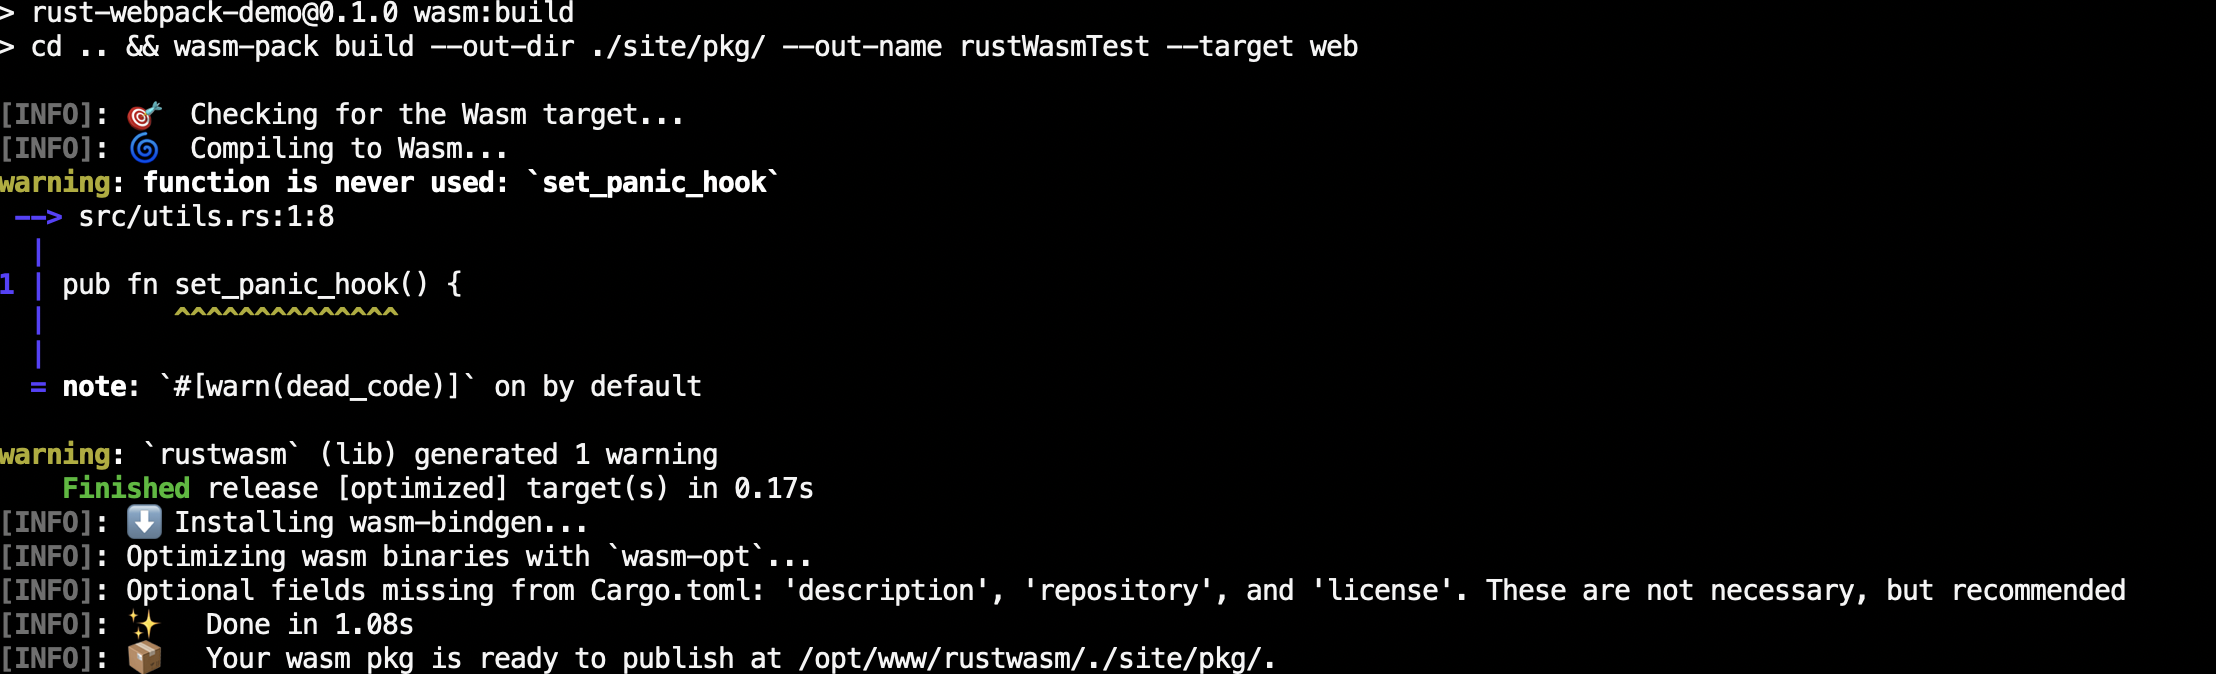 > rust-webpack-demo@0.1.0 wasm:build
> cd .. && wasm-pack build --out-dir ./site/pkg/ --out-name rustWasmTest --target web
[INFO]: 🎯  Checking for the Wasm target...
[INFO]: 🌀  Compiling to Wasm...
warning: function is never used: `set_panic_hook`
 --> src/utils.rs:1:8
  |
1 | pub fn set_panic_hook() {
  |        ^^^^^^^^^^^^^^
  |
  = note: `#[warn(dead_code)]` on by default
warning: `rustwasm` (lib) generated 1 warning
    Finished release [optimized] target(s) in 0.17s
[INFO]: ⬇️ Installing wasm-bindgen...
[INFO]: Optimizing wasm binaries with `wasm-opt`...
[INFO]: Optional fields missing from Cargo.toml: 'description', 'repository', and 'license'. These are not necessary, but recommended
[INFO]: ✨   Done in 1.08s
[INFO]: 📦   Your wasm pkg is ready to publish at /opt/www/rustwasm/./site/pkg/.